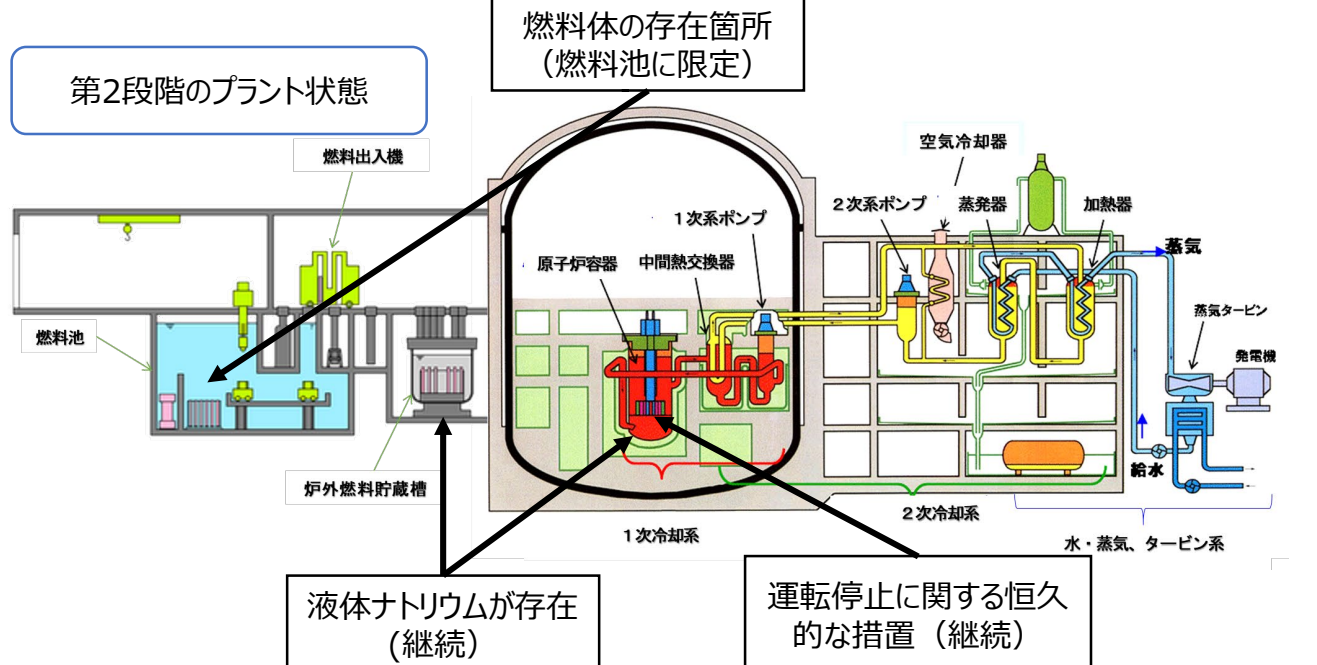 燃料体の存在箇所
（燃料池に限定）
第2段階のプラント状態
燃料出入機
空気冷却器
1次系ポンプ
2次系ポンプ
蒸発器
加熱器
蒸気
原子炉容器
中間熱交換器
燃料池
蒸気タービン
発電機
給水
炉外燃料貯蔵槽
1次冷却系
2次冷却系
水・蒸気、タービン系
液体ナトリウムが存在
(継続)
運転停止に関する恒久
的な措置（継続）